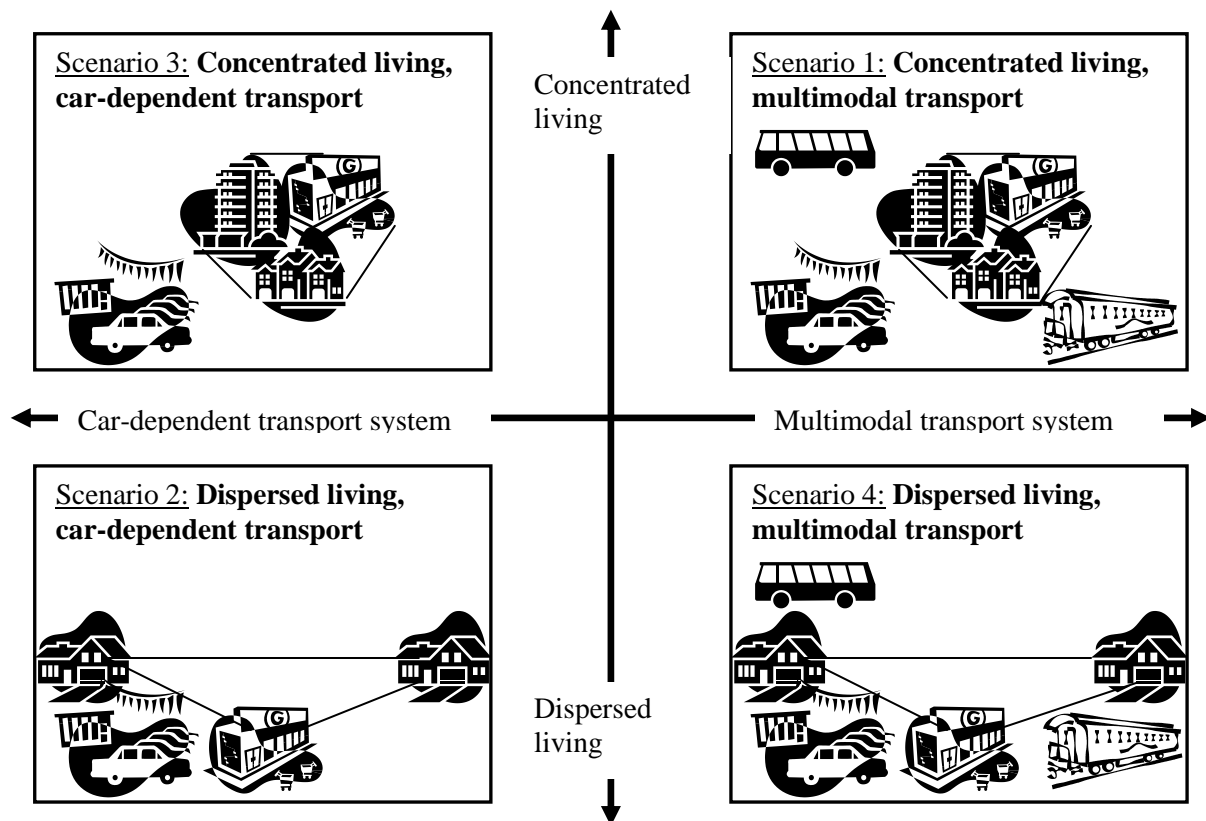 Scenario 3: Concentrated living,
car-dependent transport
G
Concentrated
living
Scenario 1: Concentrated living,
multimodal transport
G
Car-dependent transport system
Multimodal transport system
Scenario 2: Dispersed living,
car-dependent transport
G
Dispersed
living
Scenario 4: Dispersed living,
multimodal transport
G